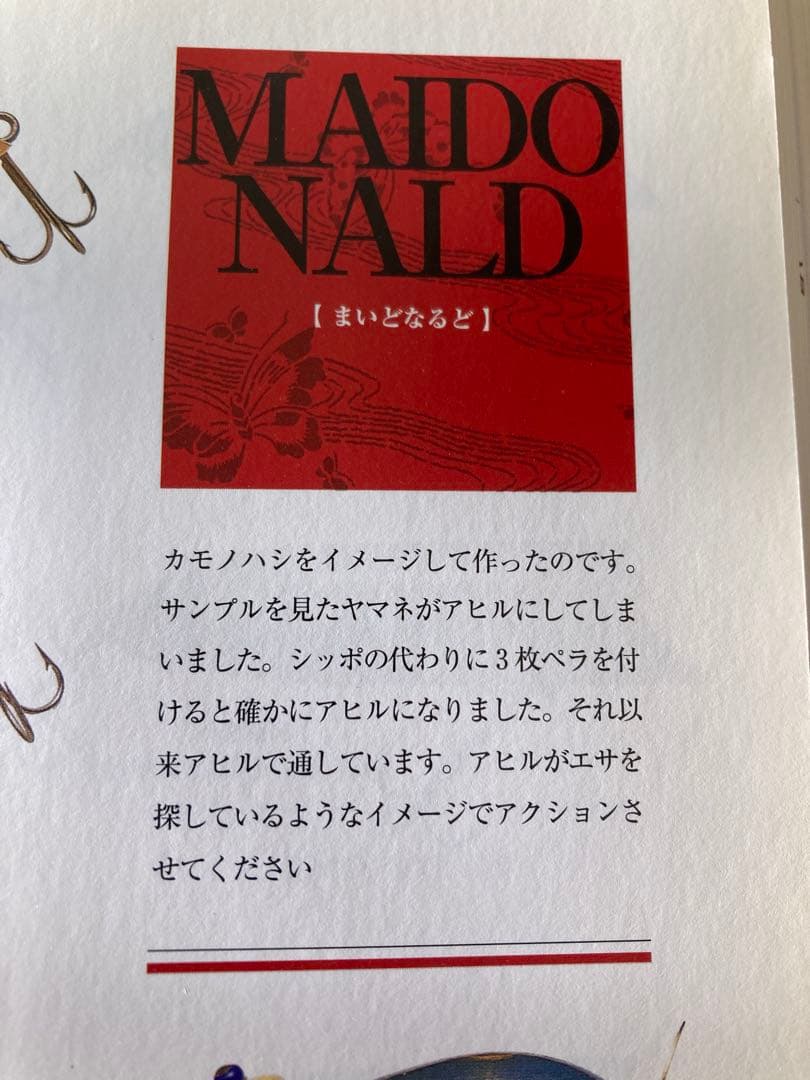 MAIDO
NALD
【まいどなるど】
カモノハシをイメージして作ったのです。
サンプルを見たヤマネがアヒルにしてしま
いました。シッポの代わりに3枚ペラを付
けると確かにアヒルになりました。それ以
来アヒルで通しています。アヒルがエサを
探しているようなイメージでアクションさ
せてください